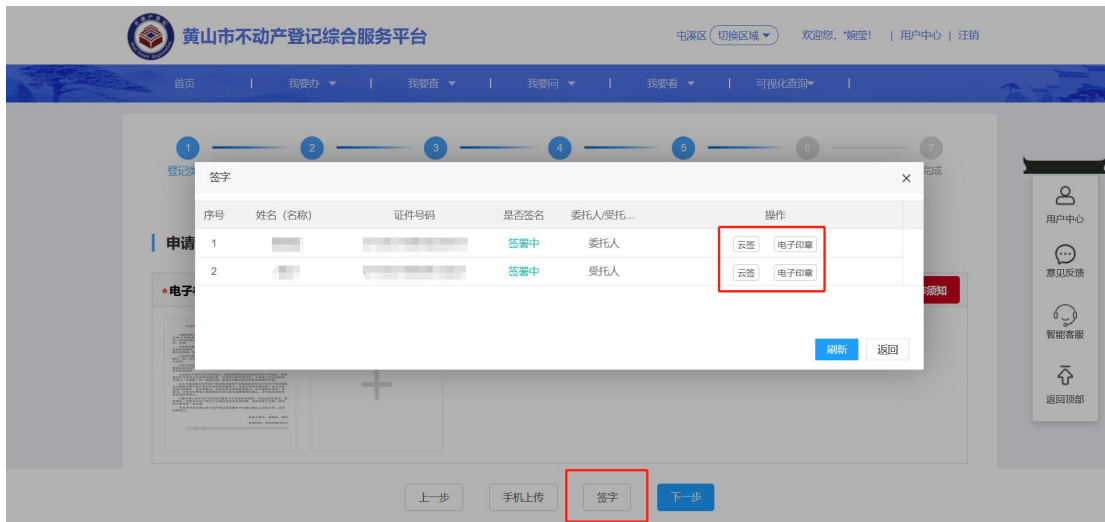 黄山市不动产登记综合服务平台
屯溪区 切换区域 欢迎您，*婉莹！ | 用户中心 | 注销
首页 | 我要办 | 我要查 | 我要问 | 我要看 | 可视化查询 |
1 2 3 4 5 6 7
登记类 完成
签字 ×
序号 姓名（名称） 证件号码 是否签名 委托人/受托... 操作
1 签署中 委托人 云签 电子印章
2 签署中 受托人 云签 电子印章
刷新 返回
申请
*电子 须知
用户中心
意见反馈
智能客服
返回顶部
上一步 手机上传 签字 下一步